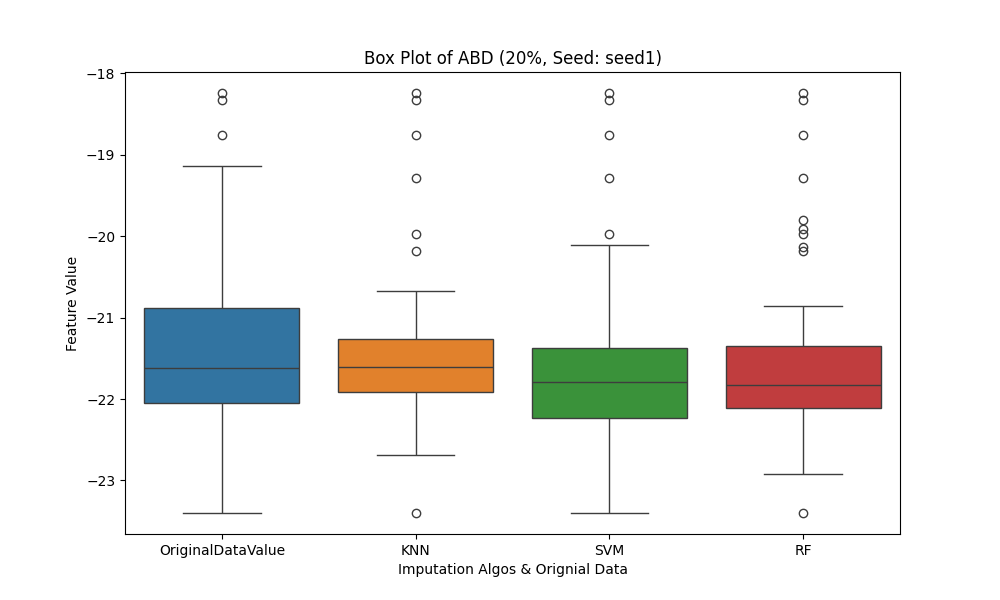 Box Plot of ABD (20%, Seed: seed1)
−18
−19
−20
−21
−22
−23
Feature Value
OriginalDataValue
KNN
SVM
RF
Imputation Algos & Orignial Data